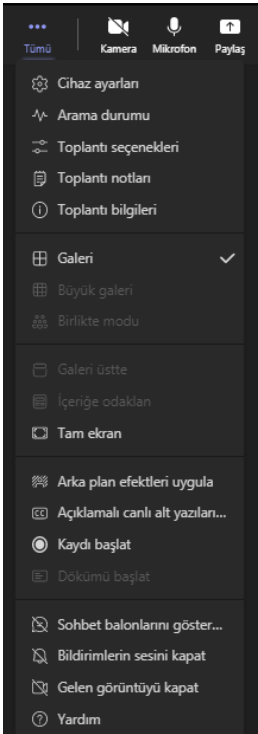 Tümü
Kamera
Mikrofon
Paylaş
Cihaz ayarları
Arama durumu
Toplantı seçenekleri
Toplantı notları
Toplantı bilgileri
Galeri
Büyük galeri
Birlikte modu
Galeri üstte
İçeriğe odaklan
Tam ekran
Arka plan efektleri uygula
CC Açıklamalı canlı alt yazıları...
Kaydı başlat
Dökümü başlat
Sohbet balonlarını göster...
Bildirimlerin sesini kapat
Gelen görüntüyü kapat
Yardım